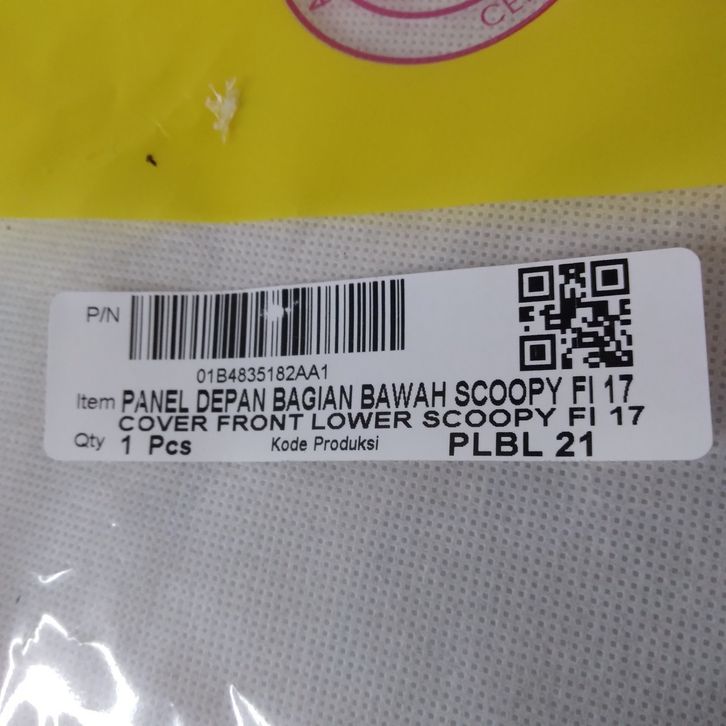 P/N
01B4835182AA1
Item PANEL DEPAN BAGIAN BAWAH SCOOPY FI 17
COVER FRONT LOWER SCOOPY FI 17
Qty 1 Pcs Kode Produksi PLBL 21